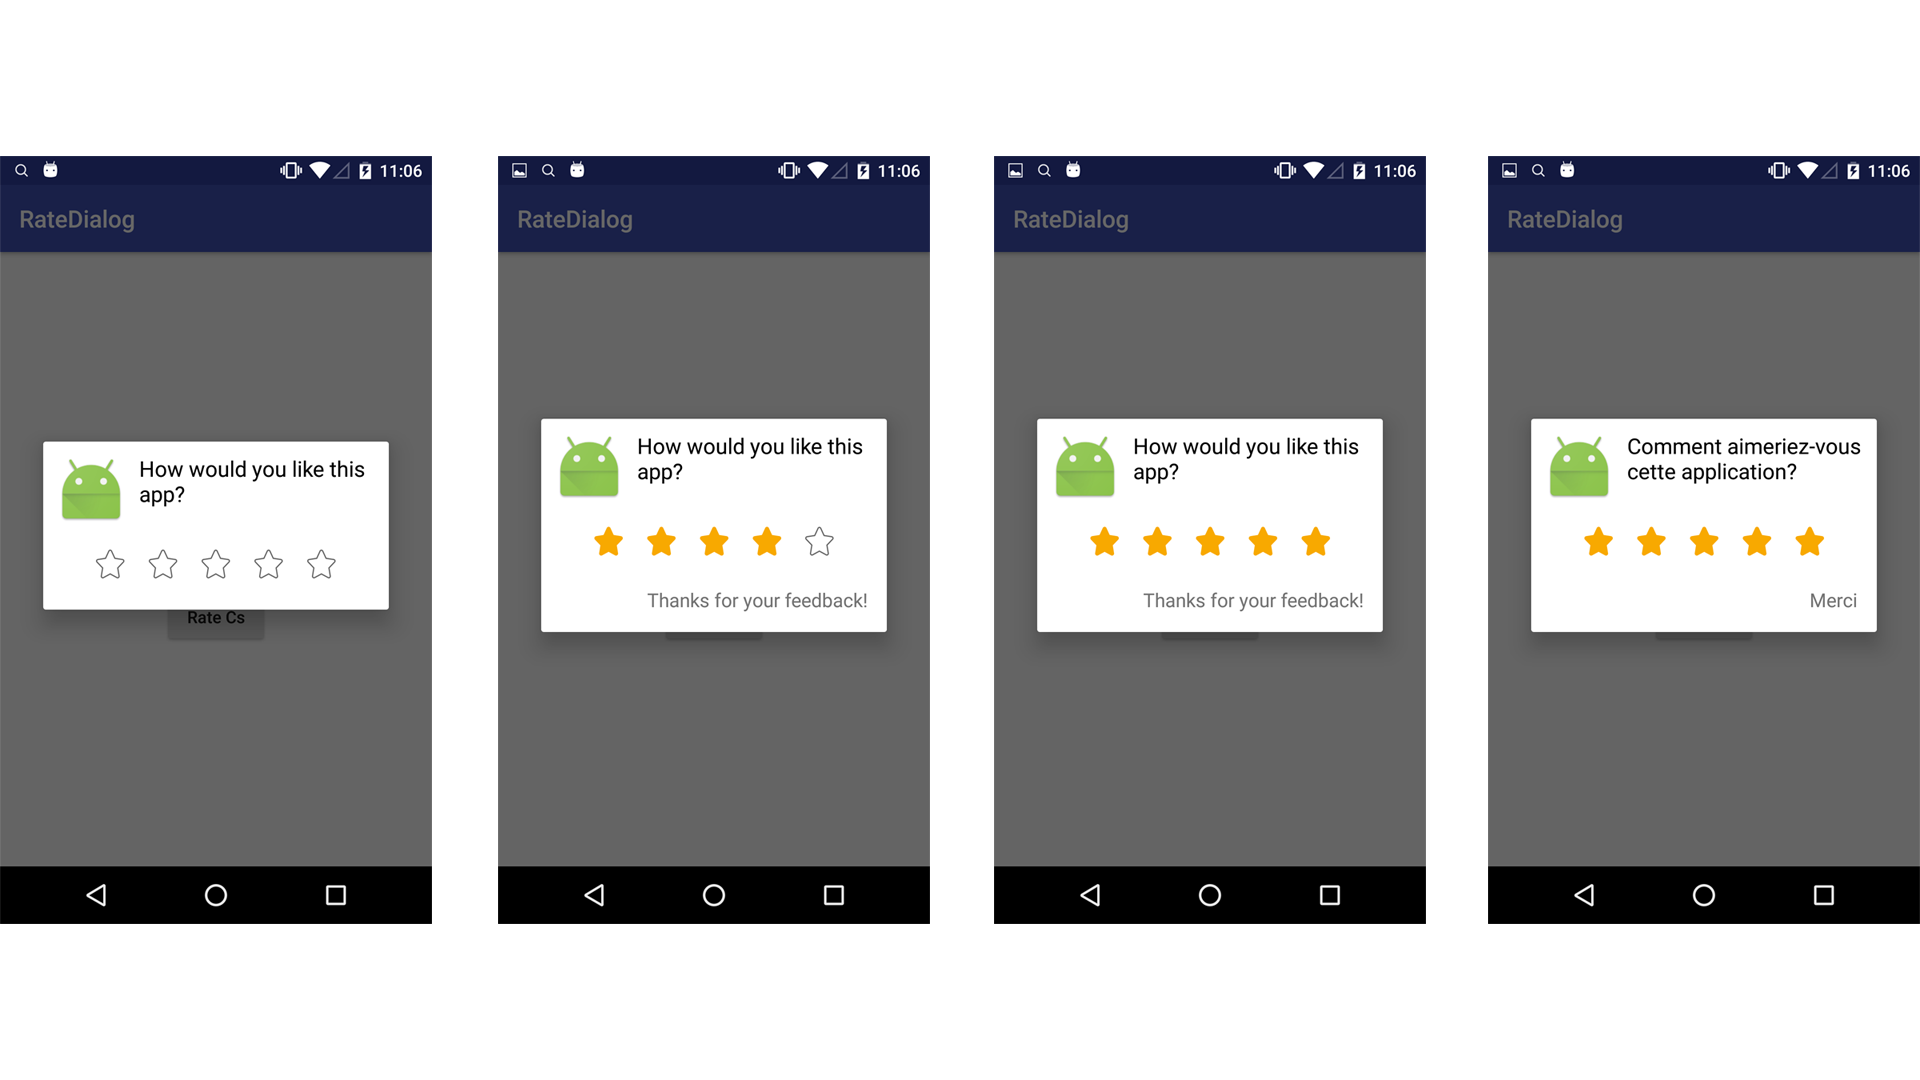 11:06
RateDialog
How would you like this
app?
Rate Cs
11:06
RateDialog
How would you like this
app?
Thanks for your feedback!
11:06
RateDialog
How would you like this
app?
Thanks for your feedback!
11:06
RateDialog
Comment aimeriez-vous
cette application?
Merci